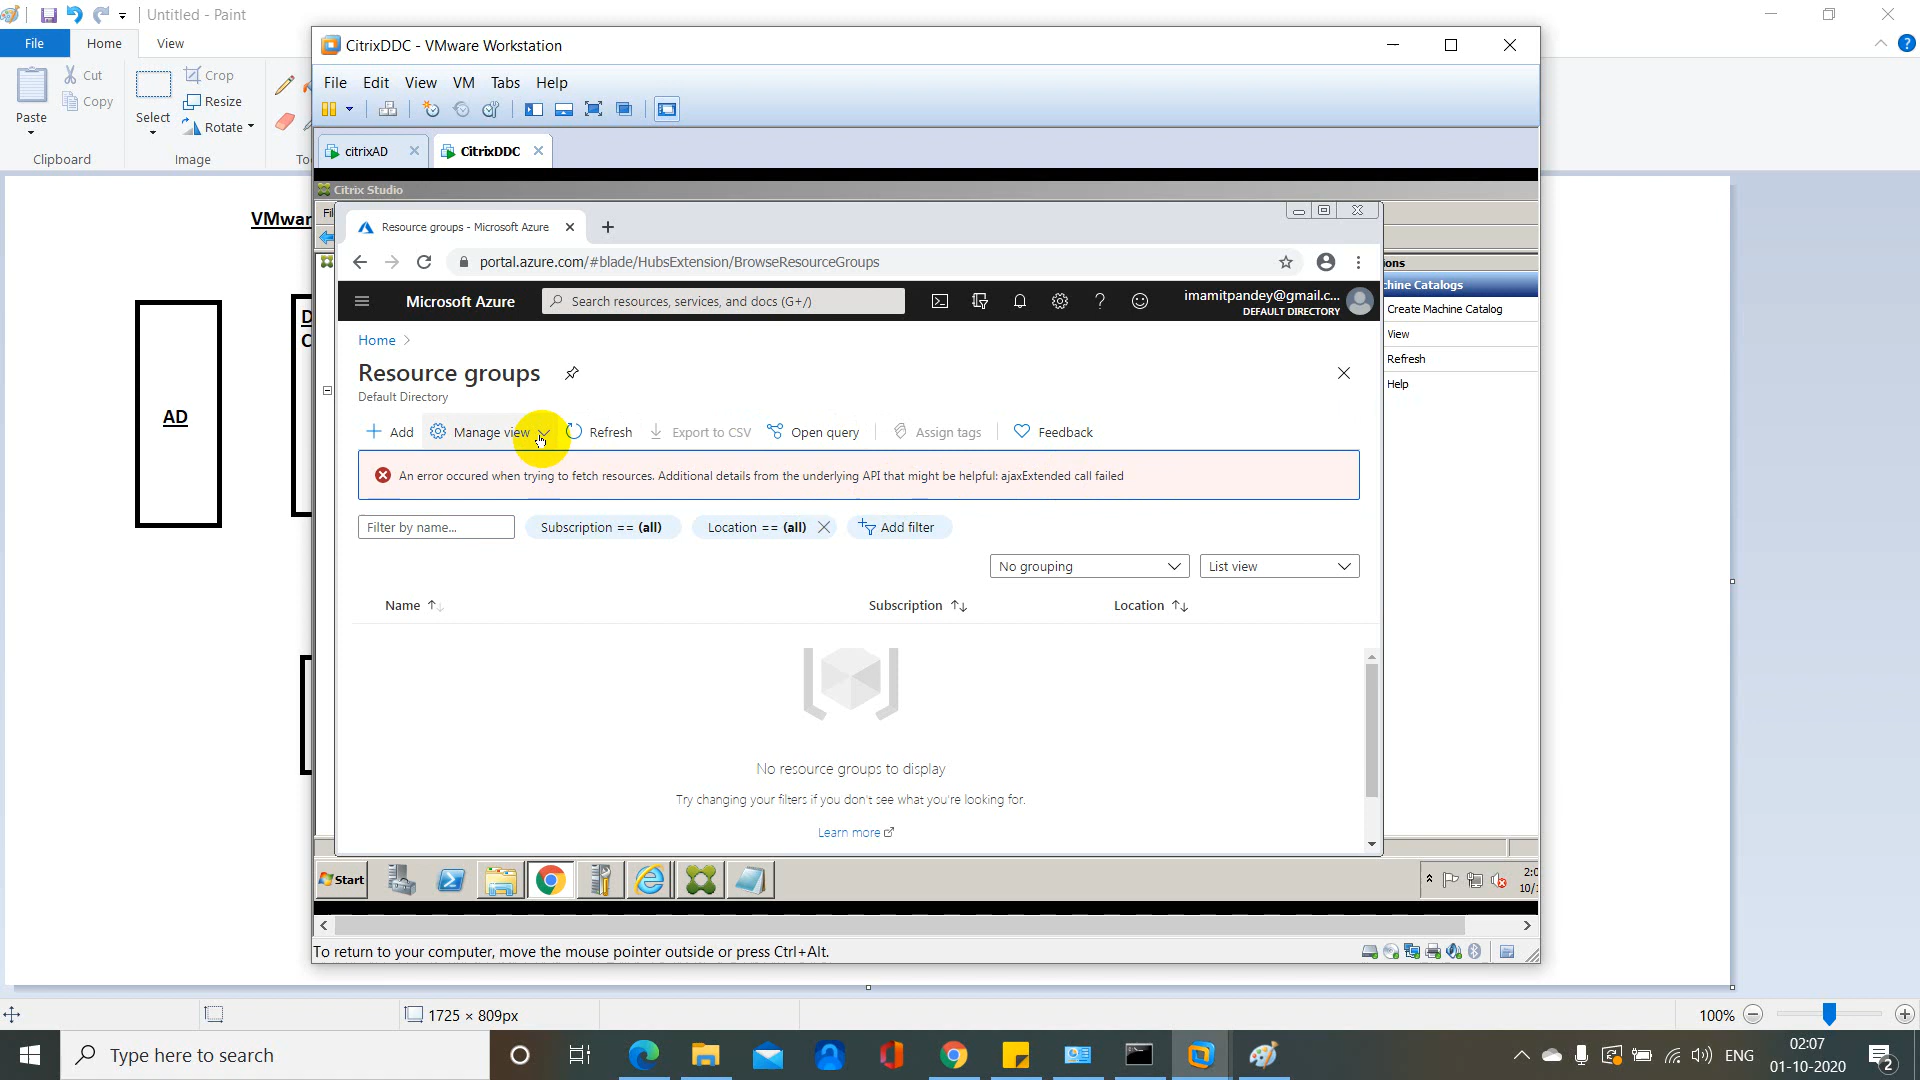 Untitled - Paint
File
Home
View
Paste
Cut
Copy
Clipboard
Select
Crop
Resize
Rotate
Image
CitrixDDC - VMware Workstation
File Edit View VM Tabs Help
citrixAD
CitrixDDC
Citrix Studio
Resource groups - Microsoft Azure
portal.azure.com/#blade/HubsExtension/BrowseResourceGroups
Microsoft Azure
Search resources, services, and docs (G+/)
imamitpandey@gmail.c...
DEFAULT DIRECTORY
Home
Resource groups
Default Directory
Add
Manage view
Refresh
Export to CSV
Open query
Assign tags
Feedback
An error occured when trying to fetch resources. Additional details from the underlying API that might be helpful: ajaxExtended call failed
Filter by name...
Subscription == (all)
Location == (all)
Add filter
No grouping
List view
Name
Subscription
Location
No resource groups to display
Try changing your filters if you don't see what you're looking for.
Learn more
Create Machine Catalog
View
Refresh
Help
AD
Start
To return to your computer, move the mouse pointer outside or press Ctrl+Alt.
1725 × 809px
100%
Type here to search
ENG
02:07
01-10-2020
2